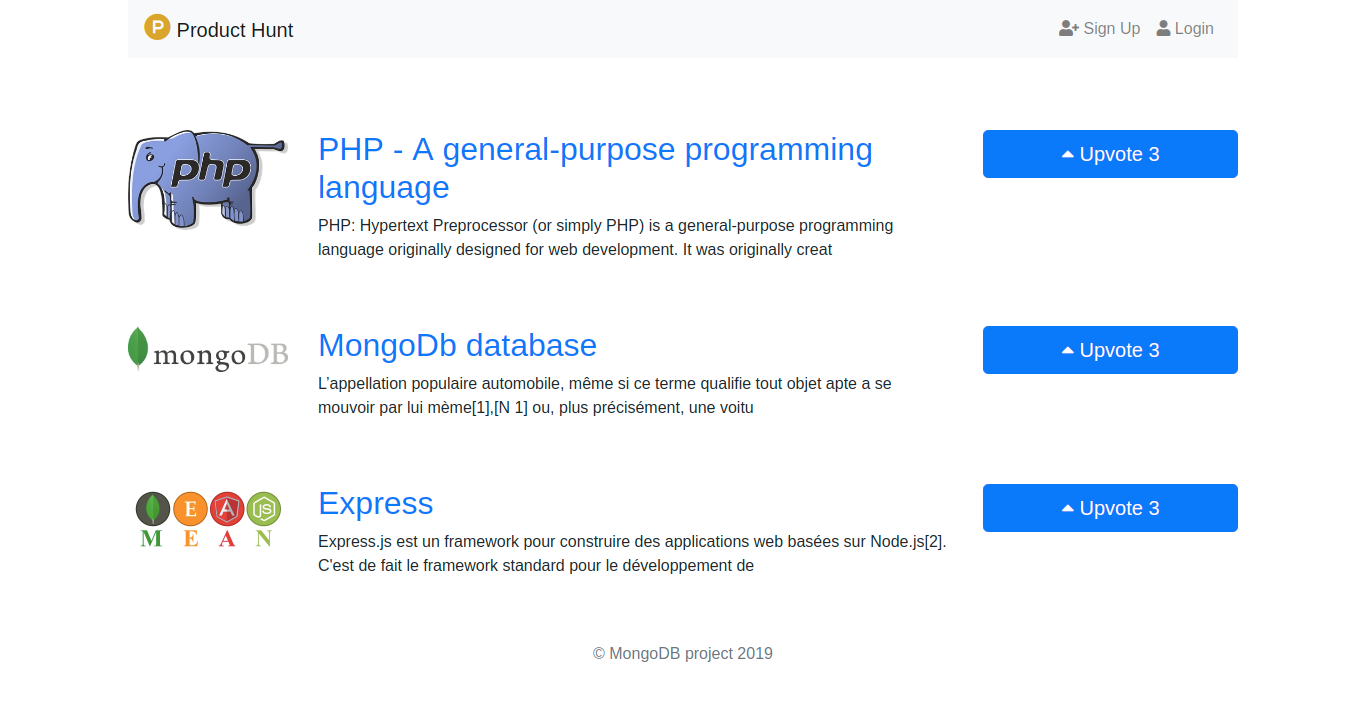 P Product Hunt
Sign Up Login
php
PHP - A general-purpose programming
language
PHP: Hypertext Preprocessor (or simply PHP) is a general-purpose programming
language originally designed for web development. It was originally creat
Upvote 3
mongoDB
MongoDb database
L’appellation populaire automobile, même si ce terme qualifie tout objet apte a se
mouvoir par lui mème[1],[N 1] ou, plus précisément, une voitu
Upvote 3
E A JS
M E A N
Express
Express.js est un framework pour construire des applications web basées sur Node.js[2].
C'est de fait le framework standard pour le développement de
Upvote 3
© MongoDB project 2019